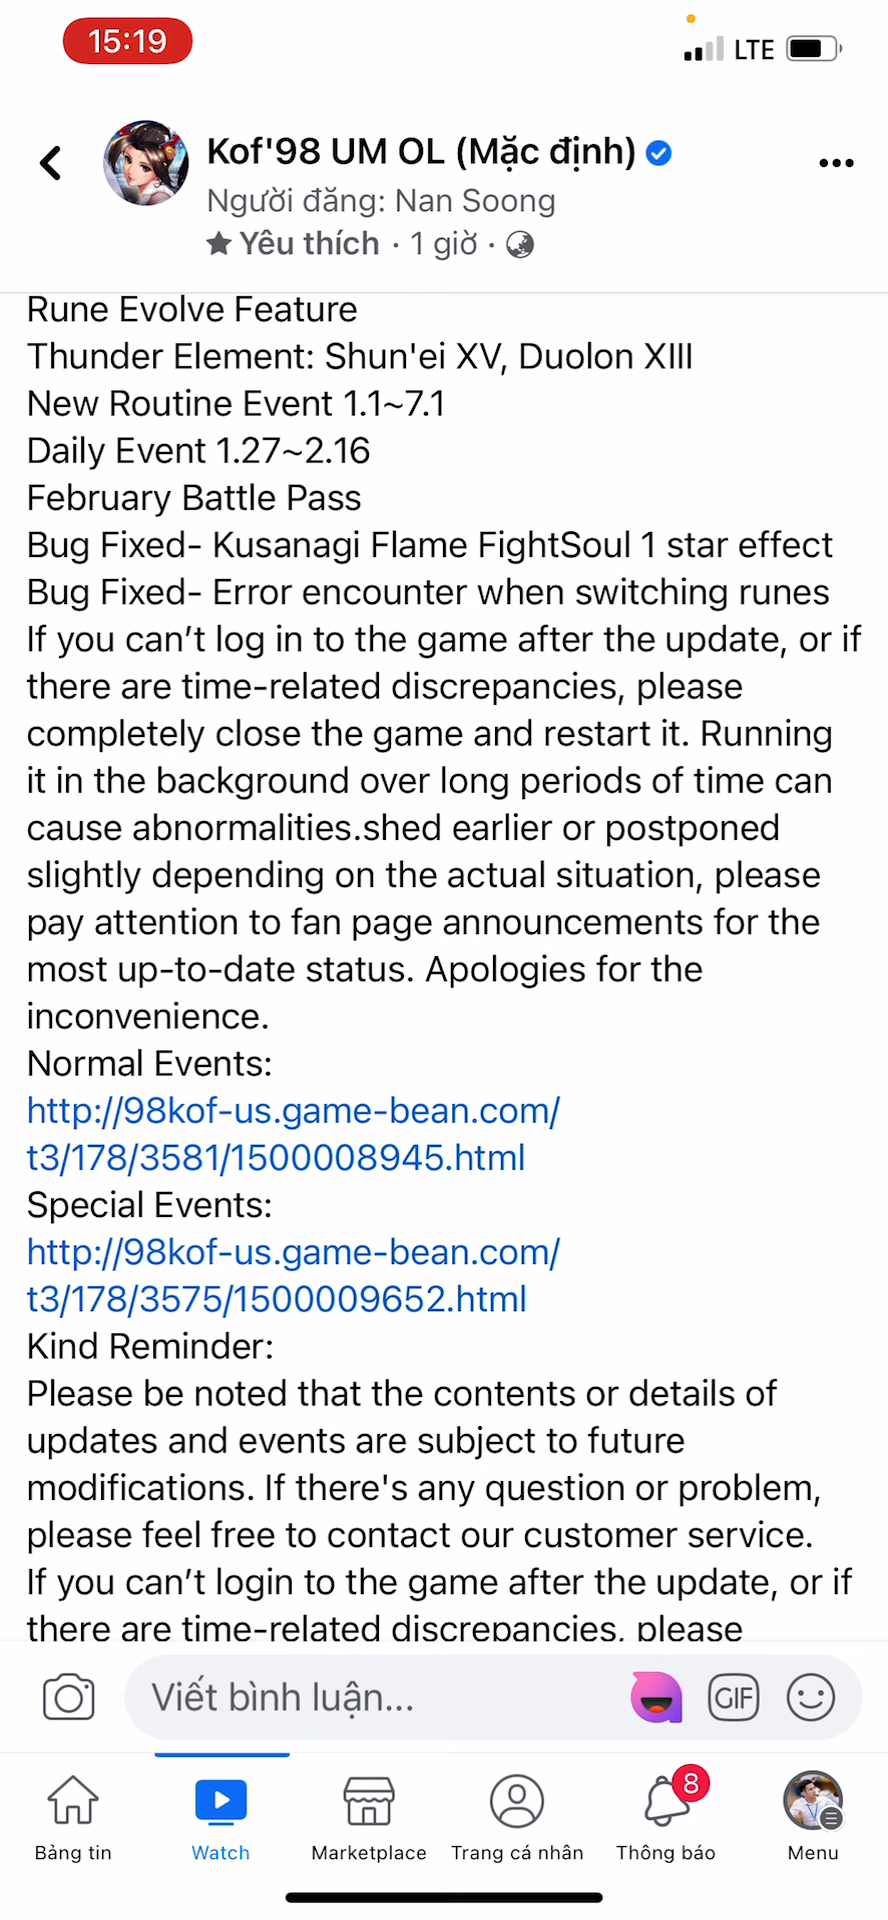 15:19
LTE
Kof'98 UM OL (Mặc định)
Người đăng: Nan Soong
Yêu thích · 1 giờ ·
Rune Evolve Feature
Thunder Element: Shun'ei XV, Duolon XIII
New Routine Event 1.1~7.1
Daily Event 1.27~2.16
February Battle Pass
Bug Fixed- Kusanagi Flame FightSoul 1 star effect
Bug Fixed- Error encounter when switching runes
If you can’t log in to the game after the update, or if
there are time-related discrepancies, please
completely close the game and restart it. Running
it in the background over long periods of time can
cause abnormalities.shed earlier or postponed
slightly depending on the actual situation, please
pay attention to fan page announcements for the
most up-to-date status. Apologies for the
inconvenience.
Normal Events:
http://98kof-us.game-bean.com/
t3/178/3581/1500008945.html
Special Events:
http://98kof-us.game-bean.com/
t3/178/3575/1500009652.html
Kind Reminder:
Please be noted that the contents or details of
updates and events are subject to future
modifications. If there's any question or problem,
please feel free to contact our customer service.
If you can’t login to the game after the update, or if
there are time-related discrepancies, please
Viết bình luận...
GIF
8
Bảng tin
Watch
Marketplace
Trang cá nhân
Thông báo
Menu